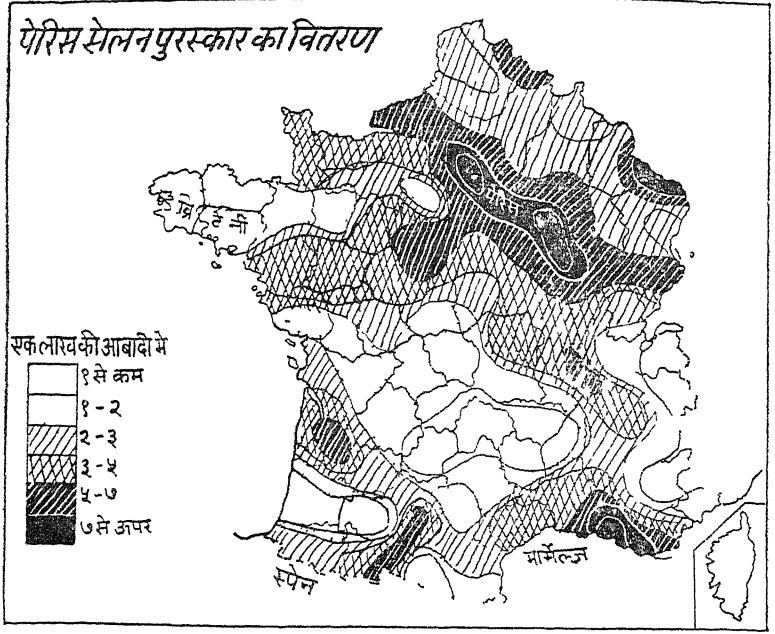 पेरिस सेलन पुरस्कार का वितरण
ब्रिटेनी
एक लाख की आबादी मे
१ से कम
१-२
२-३
३-५
५-७
७ से ऊपर
स्पेन
मार्सेल्ज़